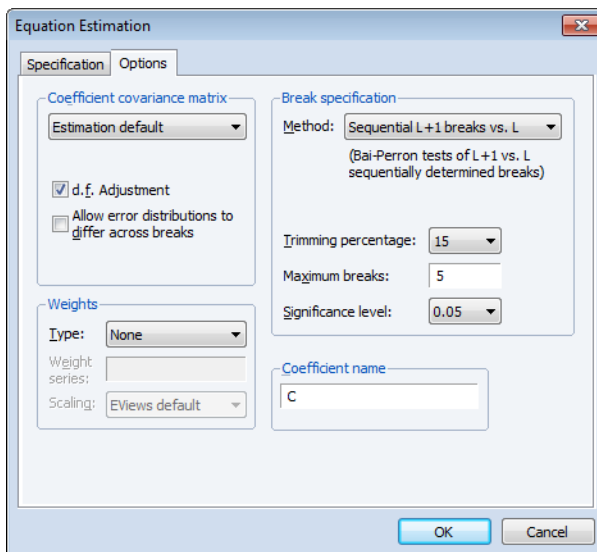 Equation Estimation
Specification
Options
Coefficient covariance matrix
Estimation default
d.f. Adjustment
Allow error distributions to
differ across breaks
Weights
Type:
None
Weight
series:
Scaling:
EViews default
Break specification
Method:
Sequential L+1 breaks vs. L
(Bai-Perron tests of L+1 vs. L
sequentially determined breaks)
Trimming percentage:
15
Maximum breaks:
5
Significance level:
0.05
Coefficient name
C
OK
Cancel